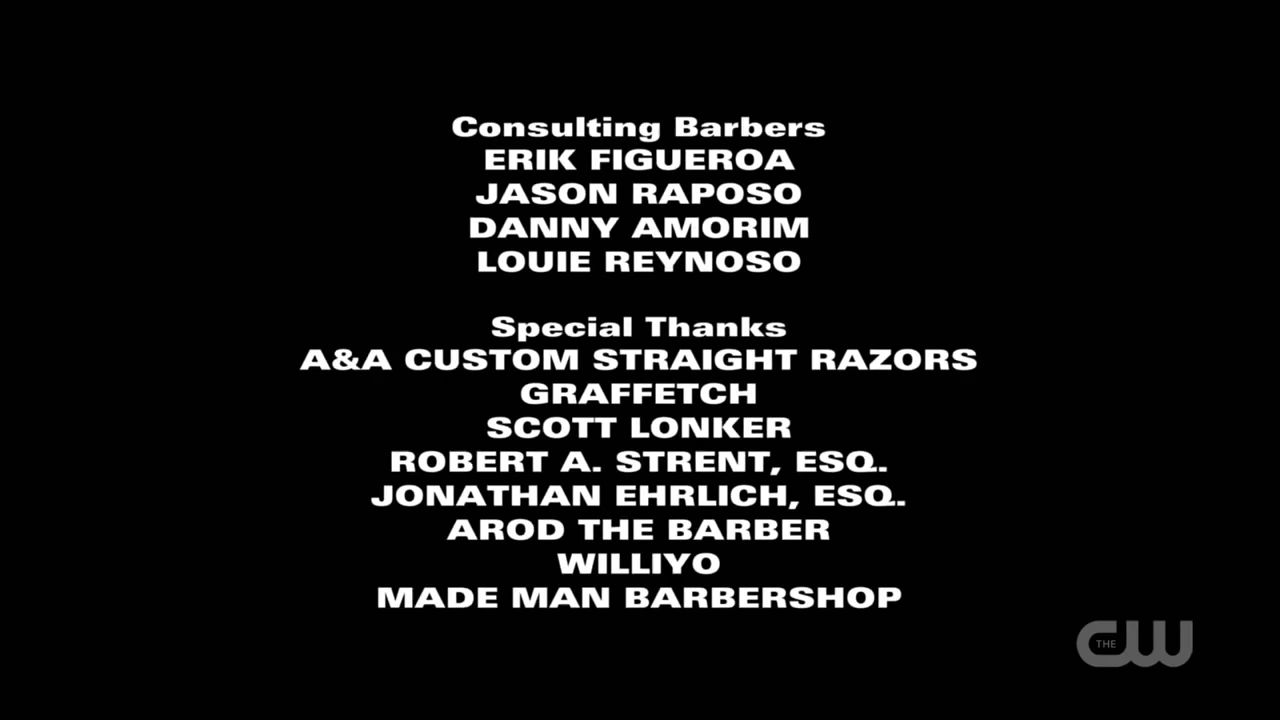 Consulting Barbers
ERIK FIGUEROA
JASON RAPOSO
DANNY AMORIM
LOUIE REYNOSO
Special Thanks
A&A CUSTOM STRAIGHT RAZORS
GRAFFETCH
SCOTT LONKER
ROBERT A. STRENT, ESQ.
JONATHAN EHRLICH, ESQ.
AROD THE BARBER
WILLIYO
MADE MAN BARBERSHOP
THE CW